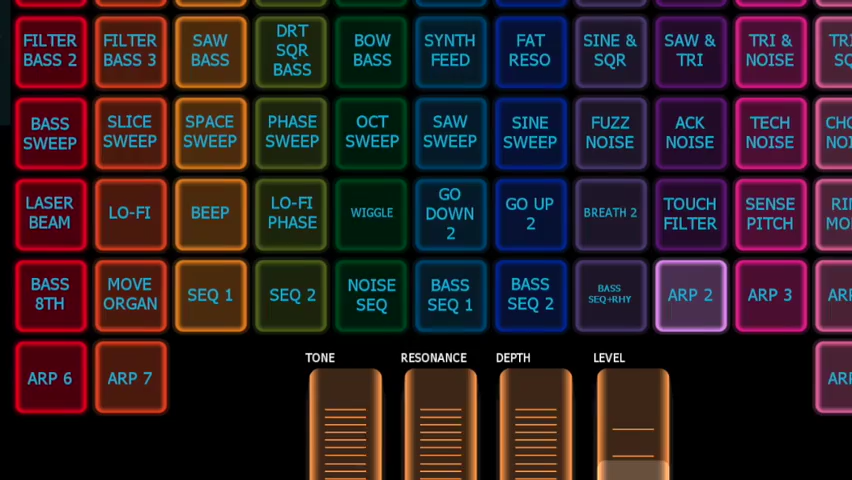 FILTER BASS 2
FILTER BASS 3
SAW BASS
DRT SQR BASS
BOW BASS
SYNTH FEED
FAT RESO
SINE & SQR
SAW & TRI
TRI & NOISE
BASS SWEEP
SLICE SWEEP
SPACE SWEEP
PHASE SWEEP
OCT SWEEP
SAW SWEEP
SINE SWEEP
FUZZ NOISE
ACK NOISE
TECH NOISE
LASER BEAM
LO-FI
BEEP
LO-FI PHASE
WIGGLE
GO DOWN 2
GO UP 2
BREATH 2
TOUCH FILTER
SENSE PITCH
BASS 8TH
MOVE ORGAN
SEQ 1
SEQ 2
NOISE SEQ
BASS SEQ 1
BASS SEQ 2
BASS SEQ+RHY
ARP 2
ARP 3
ARP 6
ARP 7
TONE
RESONANCE
DEPTH
LEVEL